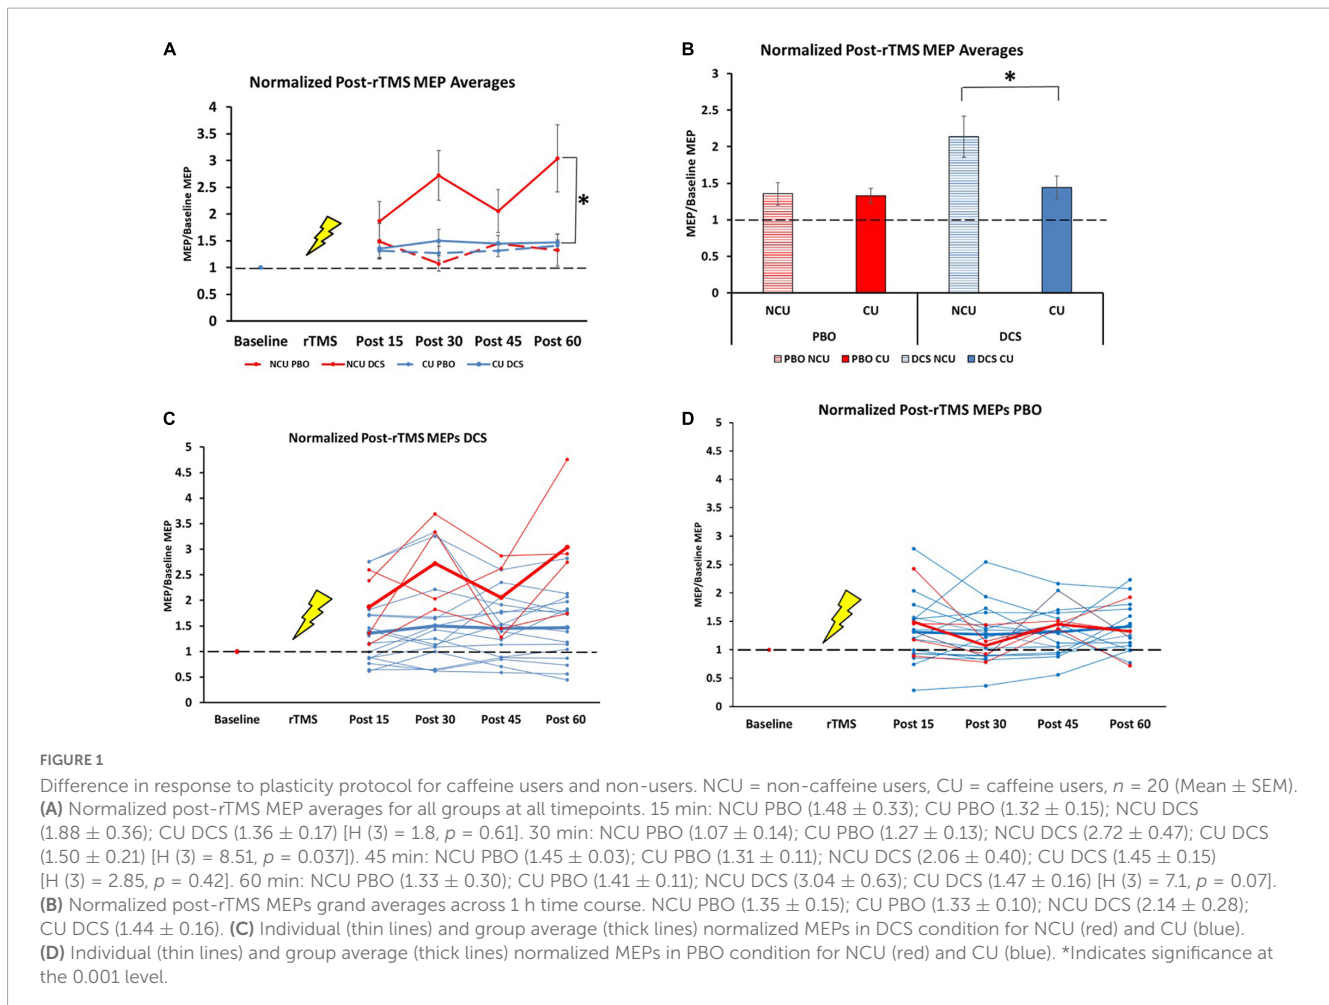 A
Normalized Post-rTMS MEP Averages
4
3.5
3
2.5
2
1.5
1
0.5
0
MEP/Baseline MEP
*
Baseline rTMS Post 15 Post 30 Post 45 Post 60
NCU PBO NCU DCS CU PBO CU DCS
B
Normalized Post-rTMS MEP Averages
3
2.5
2
1.5
1
0.5
0
MEP/Baseline MEP
*
NCU CU NCU CU
PBO DCS
PBO NCU PBO CU DCS NCU DCS CU
C
Normalized Post-rTMS MEPs DCS
5
4.5
4
3.5
3
2.5
2
1.5
1
0.5
0
MEP/Baseline MEP
Baseline rTMS Post 15 Post 30 Post 45 Post 60
D
Normalized Post-rTMS MEPs PBO
5
4.5
4
3.5
3
2.5
2
1.5
1
0.5
0
MEP/Baseline MEP
Baseline rTMS Post 15 Post 30 Post 45 Post 60
FIGURE 1
Difference in response to plasticity protocol for caffeine users and non-users. NCU = non-caffeine users, CU = caffeine users, n = 20 (Mean ± SEM).
(A) Normalized post-rTMS MEP averages for all groups at all timepoints. 15 min: NCU PBO (1.48 ± 0.33); CU PBO (1.32 ± 0.15); NCU DCS
(1.88 ± 0.36); CU DCS (1.36 ± 0.17) [H (3) = 1.8, p = 0.61]. 30 min: NCU PBO (1.07 ± 0.14); CU PBO (1.27 ± 0.13); NCU DCS (2.72 ± 0.47); CU DCS
(1.50 ± 0.21) [H (3) = 8.51, p = 0.037]). 45 min: NCU PBO (1.45 ± 0.03); CU PBO (1.31 ± 0.11); NCU DCS (2.06 ± 0.40); CU DCS (1.45 ± 0.15)
[H (3) = 2.85, p = 0.42]. 60 min: NCU PBO (1.33 ± 0.30); CU PBO (1.41 ± 0.11); NCU DCS (3.04 ± 0.63); CU DCS (1.47 ± 0.16) [H (3) = 7.1, p = 0.07].
(B) Normalized post-rTMS MEPs grand averages across 1 h time course. NCU PBO (1.35 ± 0.15); CU PBO (1.33 ± 0.10); NCU DCS (2.14 ± 0.28);
CU DCS (1.44 ± 0.16). (C) Individual (thin lines) and group average (thick lines) normalized MEPs in DCS condition for NCU (red) and CU (blue).
(D) Individual (thin lines) and group average (thick lines) normalized MEPs in PBO condition for NCU (red) and CU (blue). *Indicates significance at
the 0.001 level.